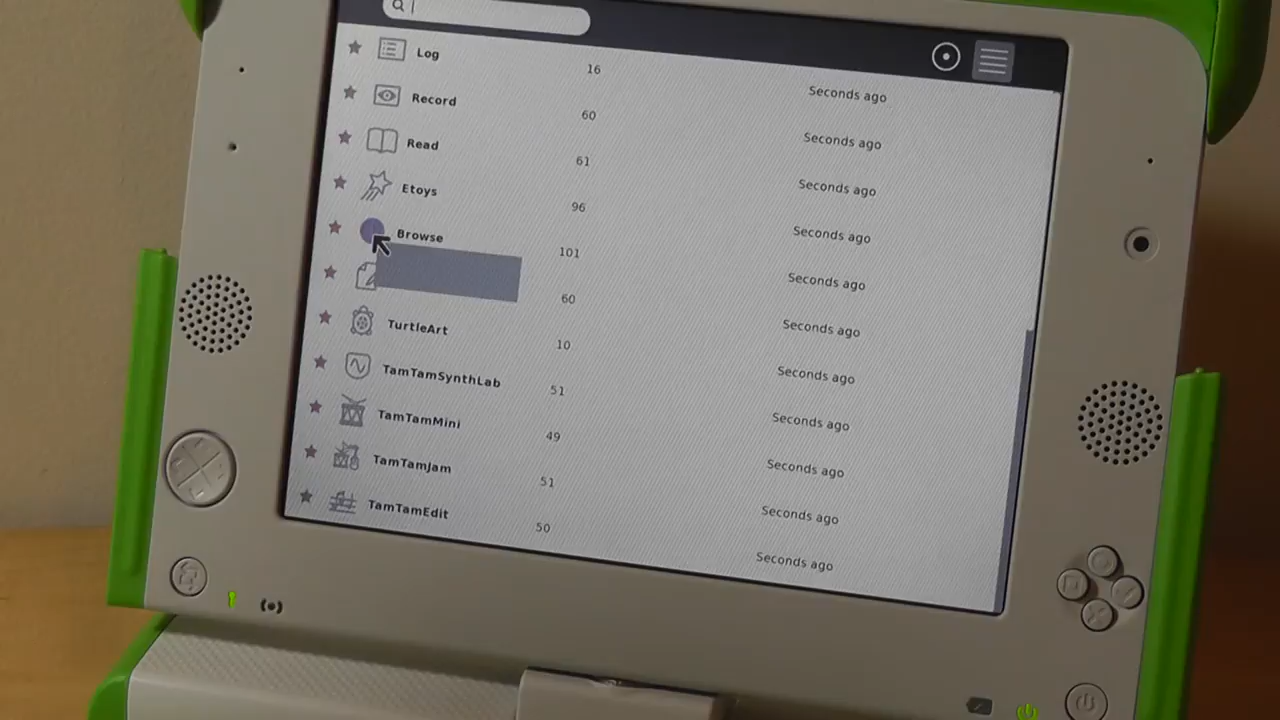 Log 16 Seconds ago
Record 60 Seconds ago
Read 61 Seconds ago
Etoys 96 Seconds ago
Browse 101 Seconds ago
60 Seconds ago
TurtleArt 10 Seconds ago
TamTamSynthLab 51 Seconds ago
TamTamMini 49 Seconds ago
TamTamJam 51 Seconds ago
TamTamEdit 50 Seconds ago